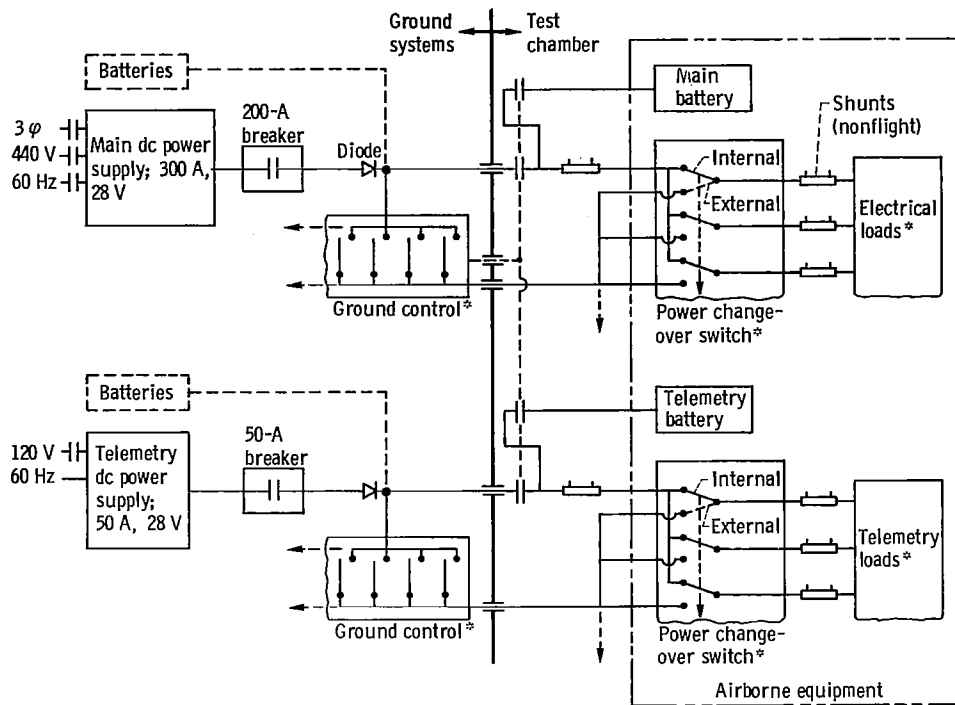 Ground
systems
Test
chamber
Batteries
3 φ
440 V
60 Hz
Main dc power
supply; 300 A,
28 V
200-A
breaker
Diode
Main
battery
Shunts
(nonflight)
Internal
External
Electrical
loads*
Ground control*
Power change-
over switch*
Batteries
120 V
60 Hz
Telemetry
dc power
supply;
50 A, 28 V
50-A
breaker
Telemetry
battery
Internal
External
Telemetry
loads*
Ground control*
Power change-
over switch*
Airborne equipment